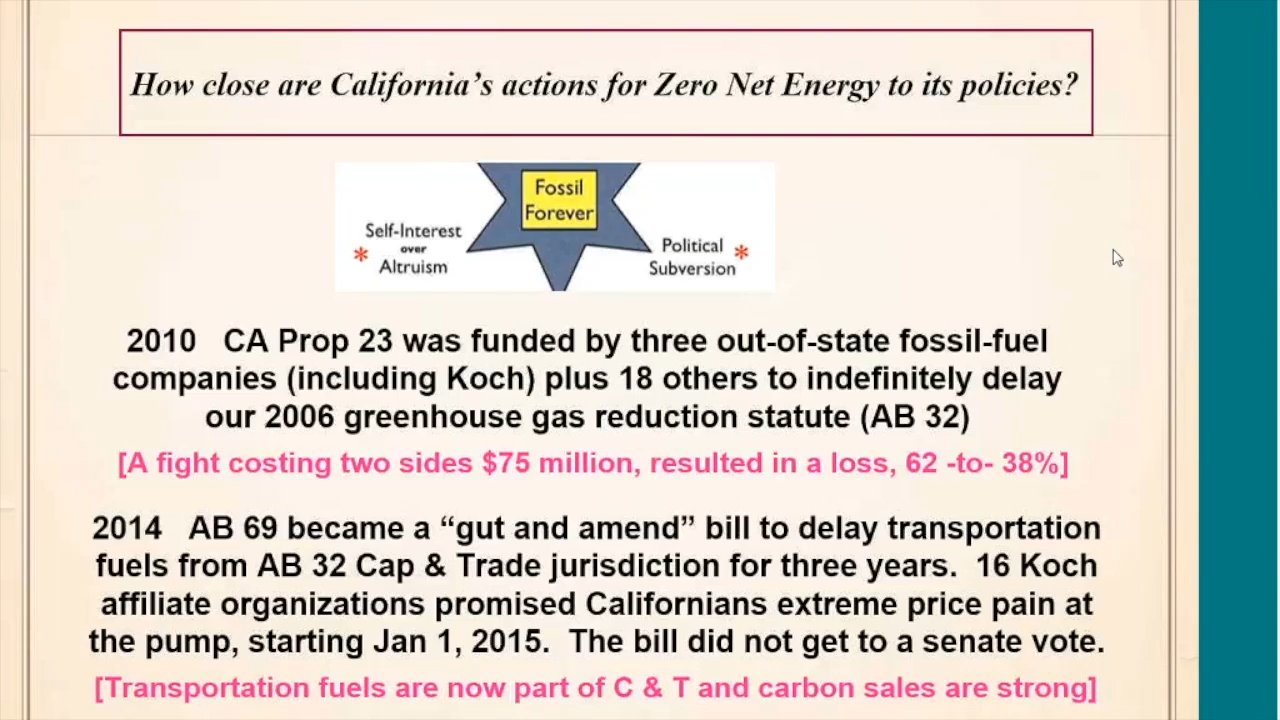 How close are California's actions for Zero Net Energy to its policies?
Fossil
Forever
Self-Interest
over
* Altruism
Political *
Subversion
2010 CA Prop 23 was funded by three out-of-state fossil-fuel
companies (including Koch) plus 18 others to indefinitely delay
our 2006 greenhouse gas reduction statute (AB 32)
[A fight costing two sides $75 million, resulted in a loss, 62 -to- 38%]
2014 AB 69 became a “gut and amend” bill to delay transportation
fuels from AB 32 Cap & Trade jurisdiction for three years. 16 Koch
affiliate organizations promised Californians extreme price pain at
the pump, starting Jan 1, 2015. The bill did not get to a senate vote.
[Transportation fuels are now part of C & T and carbon sales are strong]